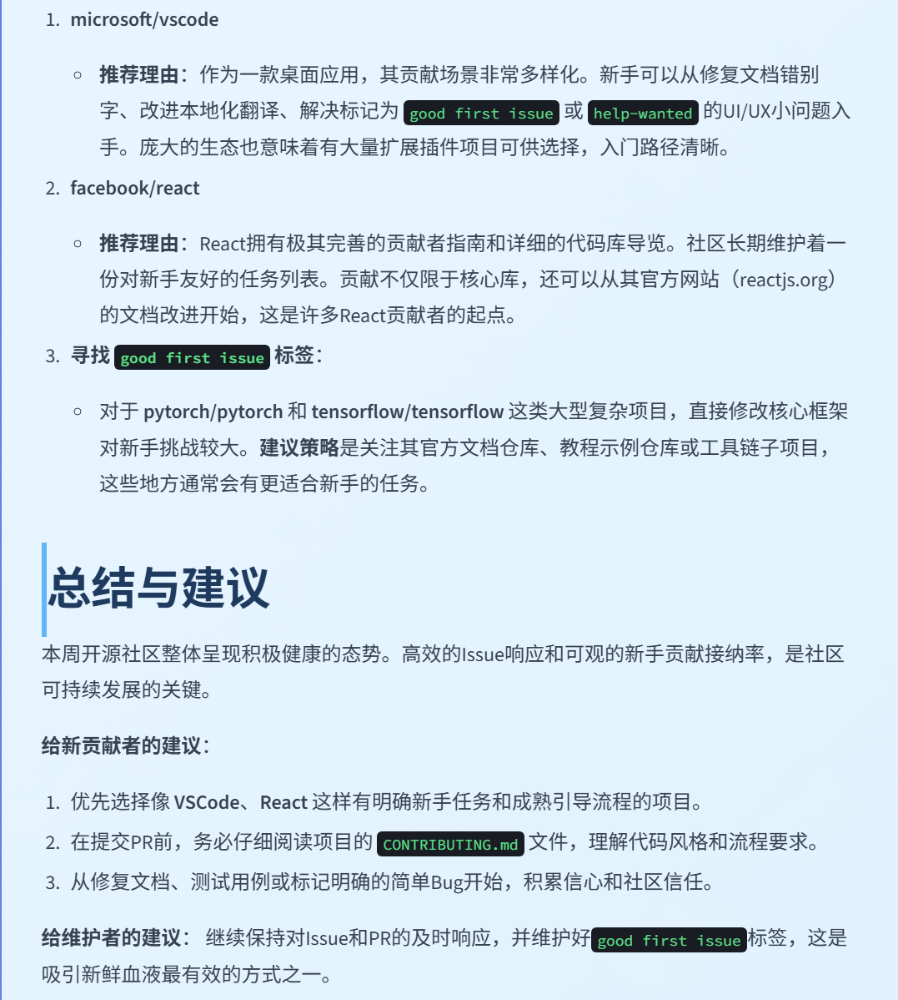 1. microsoft/vscode
○ 推荐理由：作为一款桌面应用，其贡献场景非常多样化。新手可以从修复文档错别
字、改进本地化翻译、解决标记为 good first issue 或 help-wanted 的UI/UX小问题入
手。庞大的生态也意味着有大量扩展插件项目可供选择，入门路径清晰。
2. facebook/react
○ 推荐理由：React拥有极其完善的贡献者指南和详细的代码库导览。社区长期维护着一
份对新手友好的任务列表。贡献不仅限于核心库，还可以从其官方网站（reactjs.org）
的文档改进开始，这是许多React贡献者的起点。
3. 寻找 good first issue 标签：
○ 对于 pytorch/pytorch 和 tensorflow/tensorflow 这类大型复杂项目，直接修改核心框架
对新手挑战较大。建议策略是关注其官方文档仓库、教程示例仓库或工具链子项目，
这些地方通常会有更适合新手的任务。
总结与建议
本周开源社区整体呈现积极健康的态势。高效的Issue响应和可观的新手贡献接纳率，是社区
可持续发展的关键。
给新贡献者的建议：
1. 优先选择像 VSCode、React 这样有明确新手任务和成熟引导流程的项目。
2. 在提交PR前，务必仔细阅读项目的 CONTRIBUTING.md 文件，理解代码风格和流程要求。
3. 从修复文档、测试用例或标记明确的简单Bug开始，积累信心和社区信任。
给维护者的建议： 继续保持对Issue和PR的及时响应，并维护好good first issue标签，这是
吸引新鲜血液最有效的方式之一。